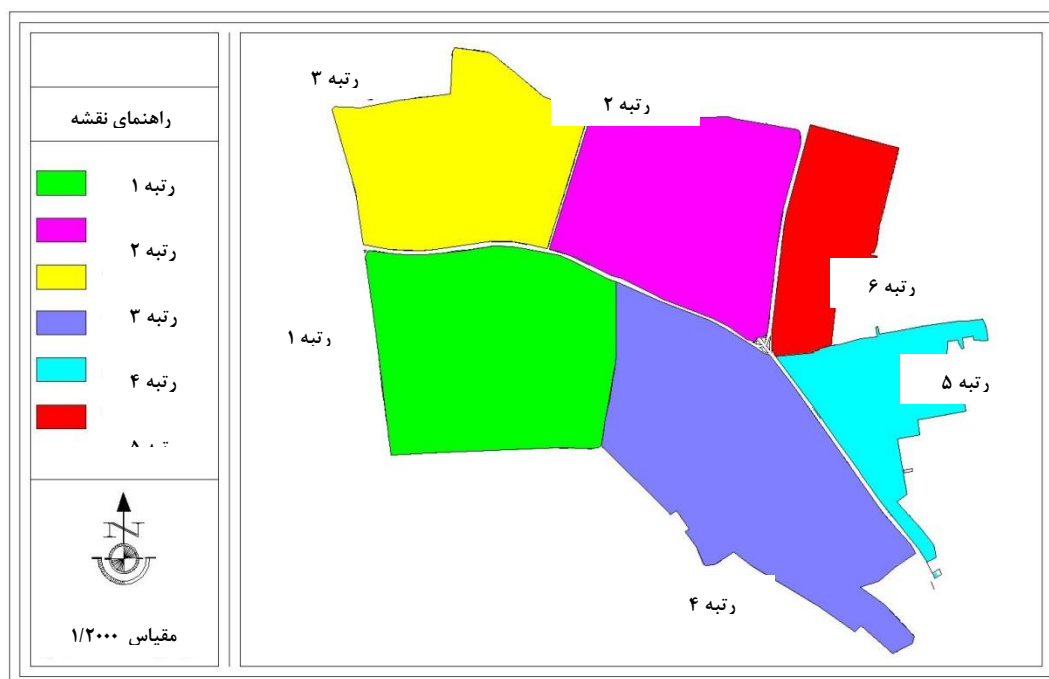 راهنمای نقشه
رتبه ۱
رتبه ۲
رتبه ۳
رتبه ۴
N
مقیاس ۱/۲۰۰۰
رتبه ۳
رتبه ۲
رتبه ۶
رتبه ۱
رتبه ۵
رتبه ۴